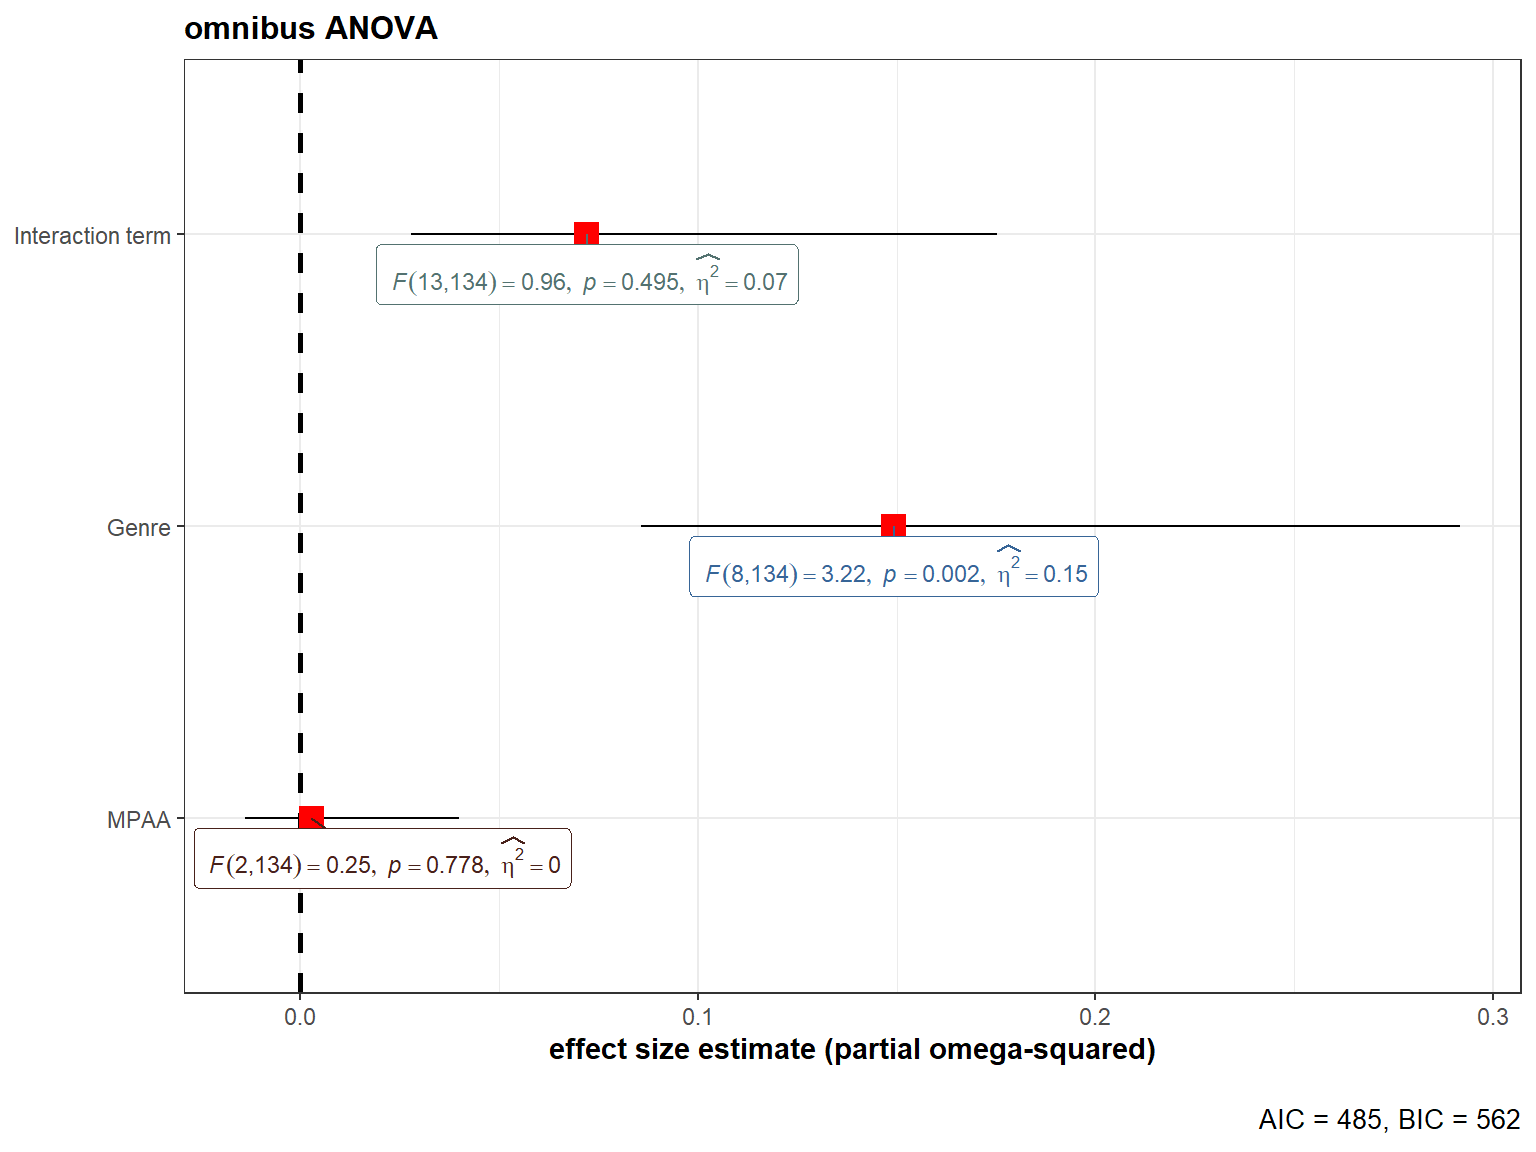 omnibus ANOVA
Interaction term
F(13,134) = 0.96, p = 0.495, η̂² = 0.07
Genre
F(8,134) = 3.22, p = 0.002, η̂² = 0.15
MPAA
F(2,134) = 0.25, p = 0.778, η̂² = 0
0.0 0.1 0.2 0.3
effect size estimate (partial omega-squared)
AIC = 485, BIC = 562